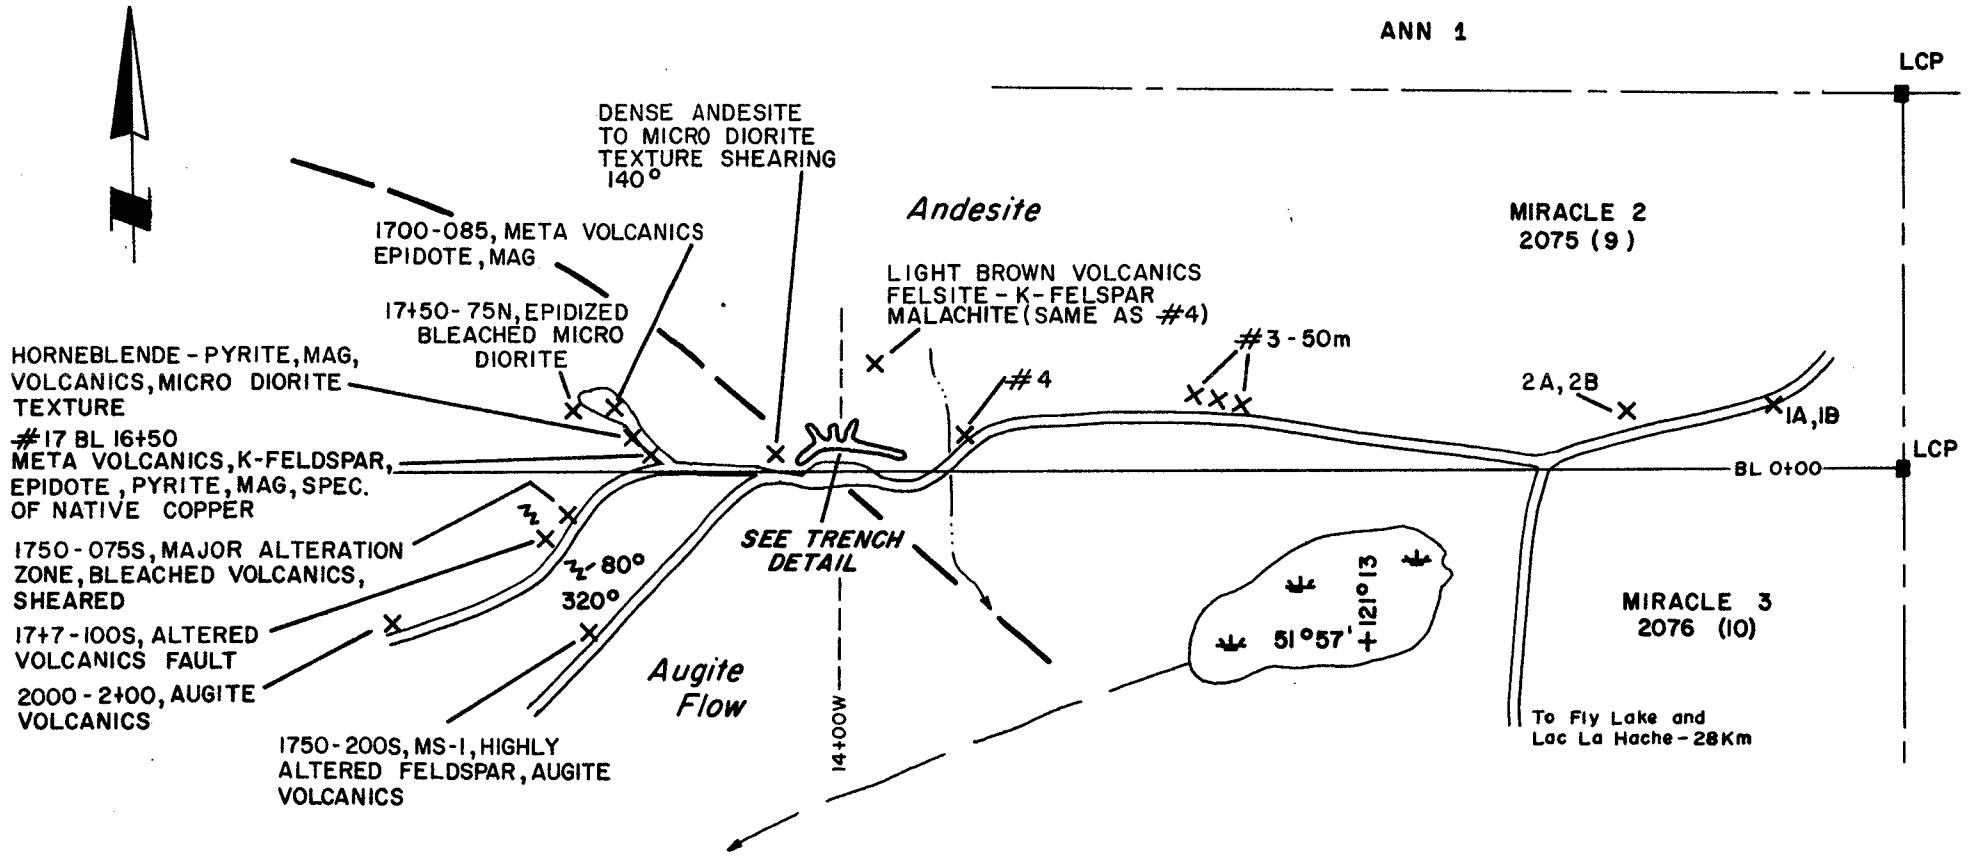 ANN 1
LCP
DENSE ANDESITE
TO MICRO DIORITE
TEXTURE SHEARING
140°
Andesite
MIRACLE 2
2075 (9)
1700-085, META VOLCANICS
EPIDOTE, MAG
LIGHT BROWN VOLCANICS
FELSITE - K-FELSPAR
MALACHITE (SAME AS #4)
17+50-75N, EPIDIZED
BLEACHED MICRO
DIORITE
HORNEBLENDE - PYRITE, MAG,
VOLCANICS, MICRO DIORITE
TEXTURE
#3 - 50m
#4
2A, 2B
1A, 1B
#17 BL 16+50
META VOLCANICS, K-FELDSPAR,
EPIDOTE, PYRITE, MAG, SPEC.
OF NATIVE COPPER
LCP
BL 0+00
SEE TRENCH
DETAIL
1750-075S, MAJOR ALTERATION
ZONE, BLEACHED VOLCANICS,
SHEARED
80°
320°
121°13
51°57'
MIRACLE 3
2076 (10)
17+7-100S, ALTERED
VOLCANICS FAULT
2000-2+00, AUGITE
VOLCANICS
Augite
Flow
14+00W
To Fly Lake and
Lac La Hache - 28Km
1750-200S, MS-1, HIGHLY
ALTERED FELDSPAR, AUGITE
VOLCANICS